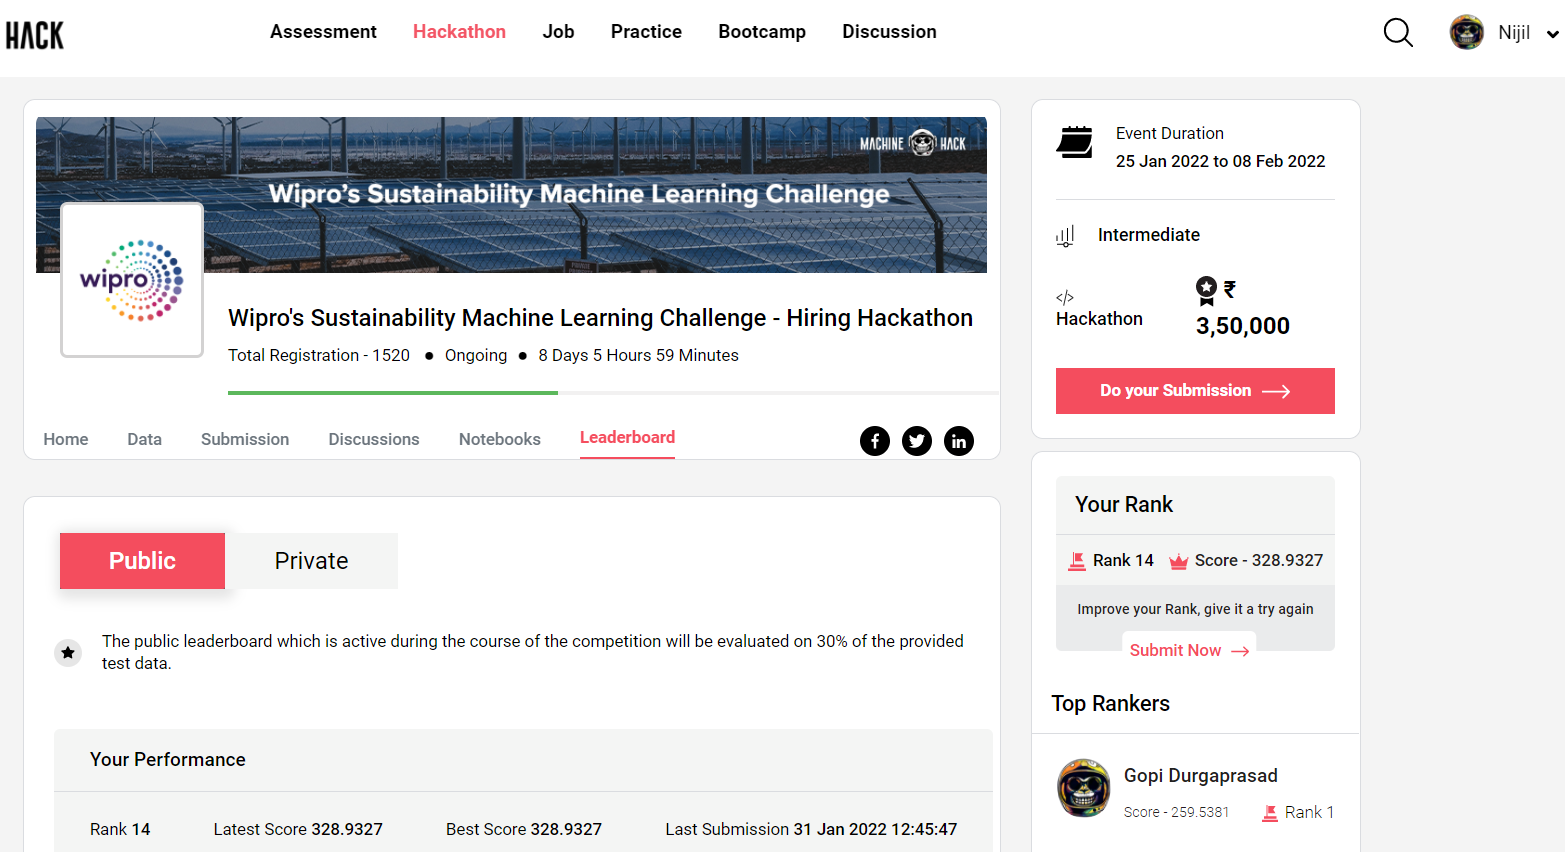 HACK
Assessment
Hackathon
Job
Practice
Bootcamp
Discussion
Nijil
MACHINE HACK
Wipro's Sustainability Machine Learning Challenge
wipro
Wipro's Sustainability Machine Learning Challenge - Hiring Hackathon
Total Registration - 1520 ● Ongoing ● 8 Days 5 Hours 59 Minutes
Home
Data
Submission
Discussions
Notebooks
Leaderboard
Public
Private
The public leaderboard which is active during the course of the competition will be evaluated on 30% of the provided
test data.
Your Performance
Rank 14
Latest Score 328.9327
Best Score 328.9327
Last Submission 31 Jan 2022 12:45:47
Event Duration
25 Jan 2022 to 08 Feb 2022
Intermediate
</>
Hackathon
₹
3,50,000
Do your Submission
Your Rank
Rank 14
Score - 328.9327
Improve your Rank, give it a try again
Submit Now
Top Rankers
Gopi Durgaprasad
Score - 259.5381
Rank 1